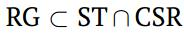 RG ⊂ ST ∩ CSR